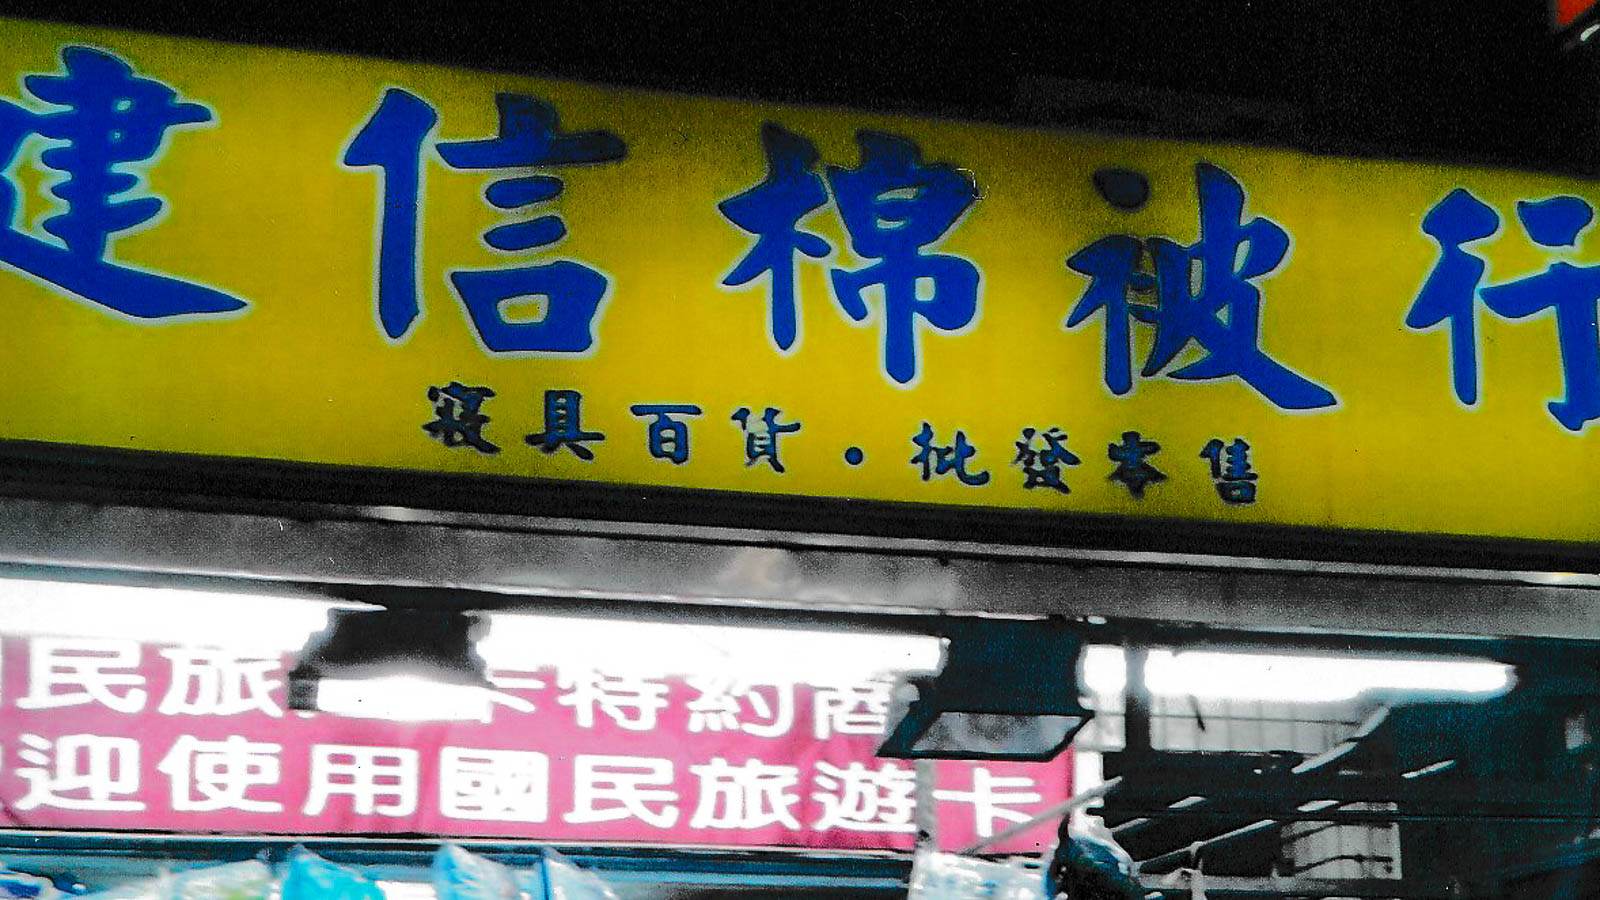 建信棉被行
寢具百貨·批發零售
民旅 卡特約商
迎使用國民旅遊卡